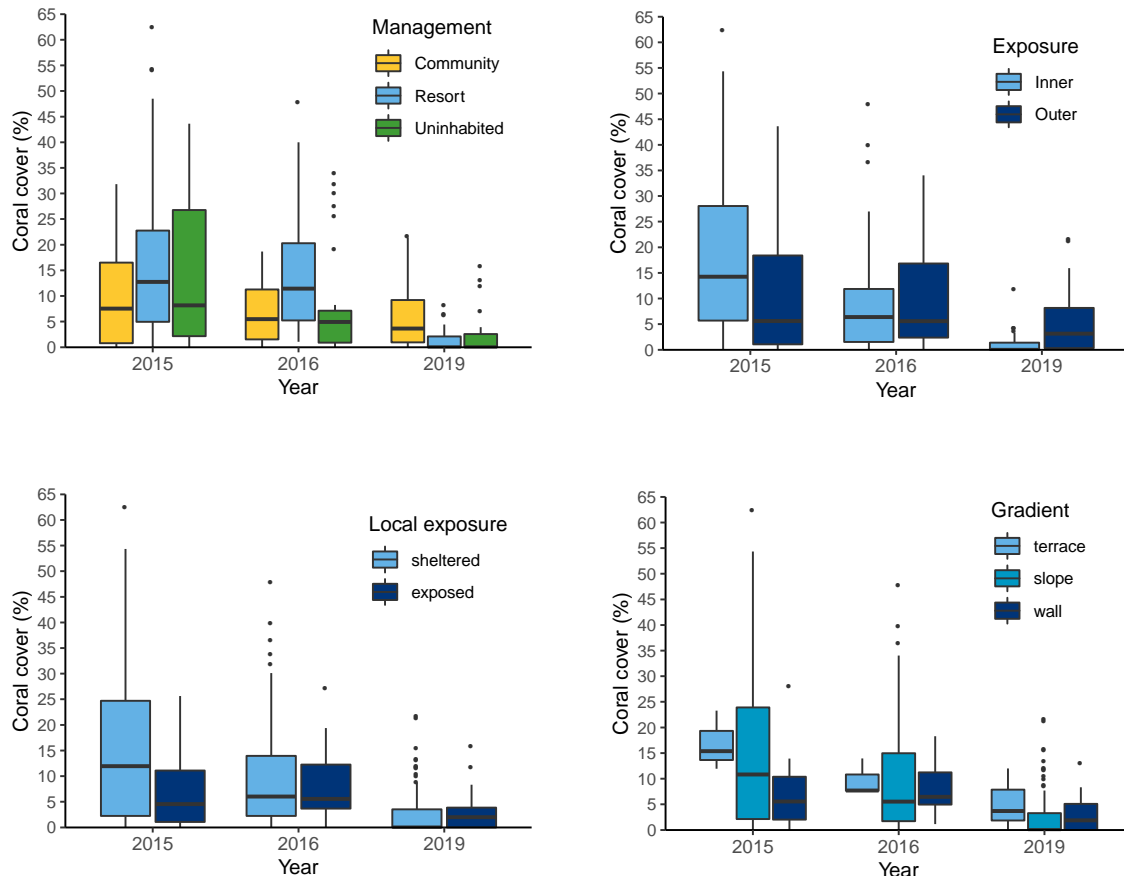 Management
Community
Resort
Uninhabited
Coral cover (%)
65
60
55
50
45
40
35
30
25
20
15
10
5
0
2015 2016 2019
Year
Exposure
Inner
Outer
Coral cover (%)
65
60
55
50
45
40
35
30
25
20
15
10
5
0
2015 2016 2019
Year
Local exposure
sheltered
exposed
Coral cover (%)
65
60
55
50
45
40
35
30
25
20
15
10
5
0
2015 2016 2019
Year
Gradient
terrace
slope
wall
Coral cover (%)
65
60
55
50
45
40
35
30
25
20
15
10
5
0
2015 2016 2019
Year